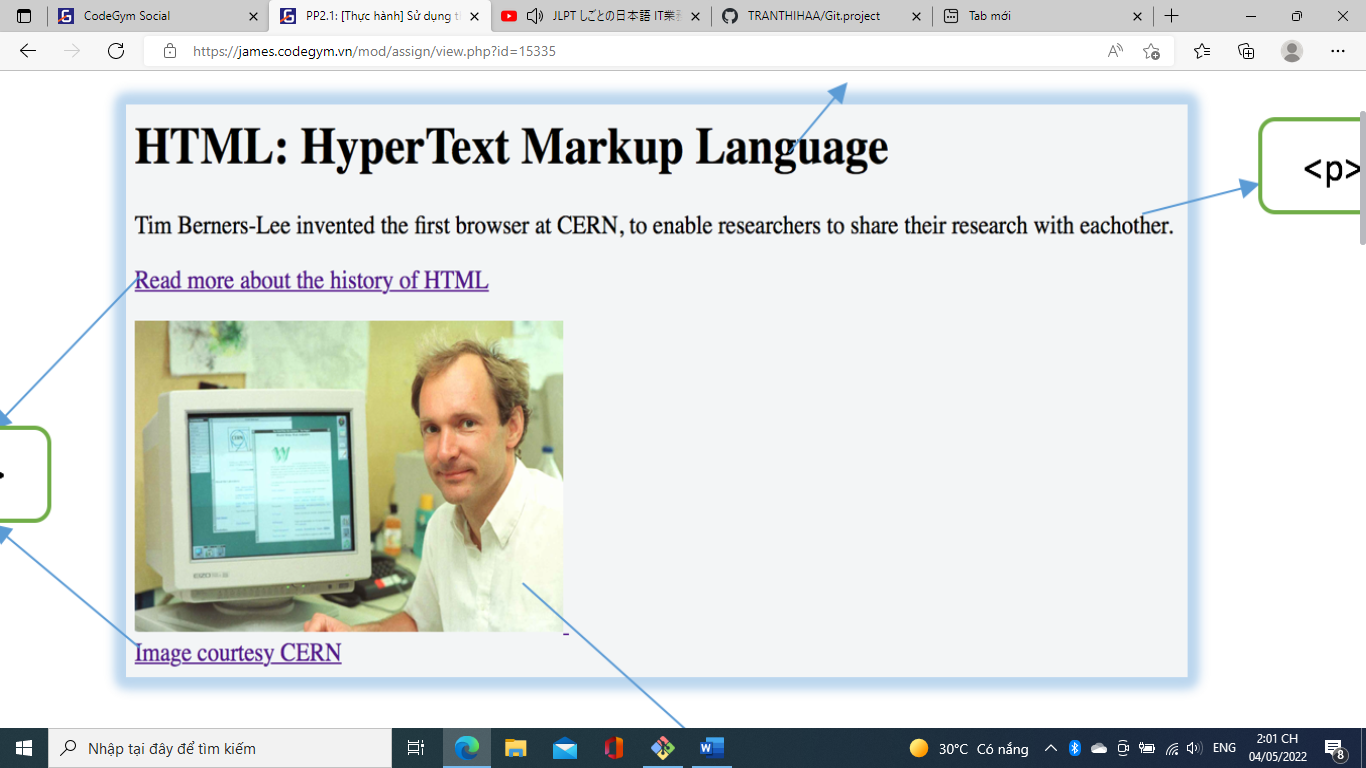 CodeGym Social
PP2.1: [Thực hành] Sử dụng t
JLPT しごとの日本語 IT業
TRANTHIHAA/Git.project
Tab mới
https://james.codegym.vn/mod/assign/view.php?id=15335
HTML: HyperText Markup Language
<p>
Tim Berners-Lee invented the first browser at CERN, to enable researchers to share their research with eachother.
Read more about the history of HTML
>
CERN
W
Image courtesy CERN
Nhập tại đây để tìm kiếm
30°C Có nắng
ENG
2:01 CH
04/05/2022
8